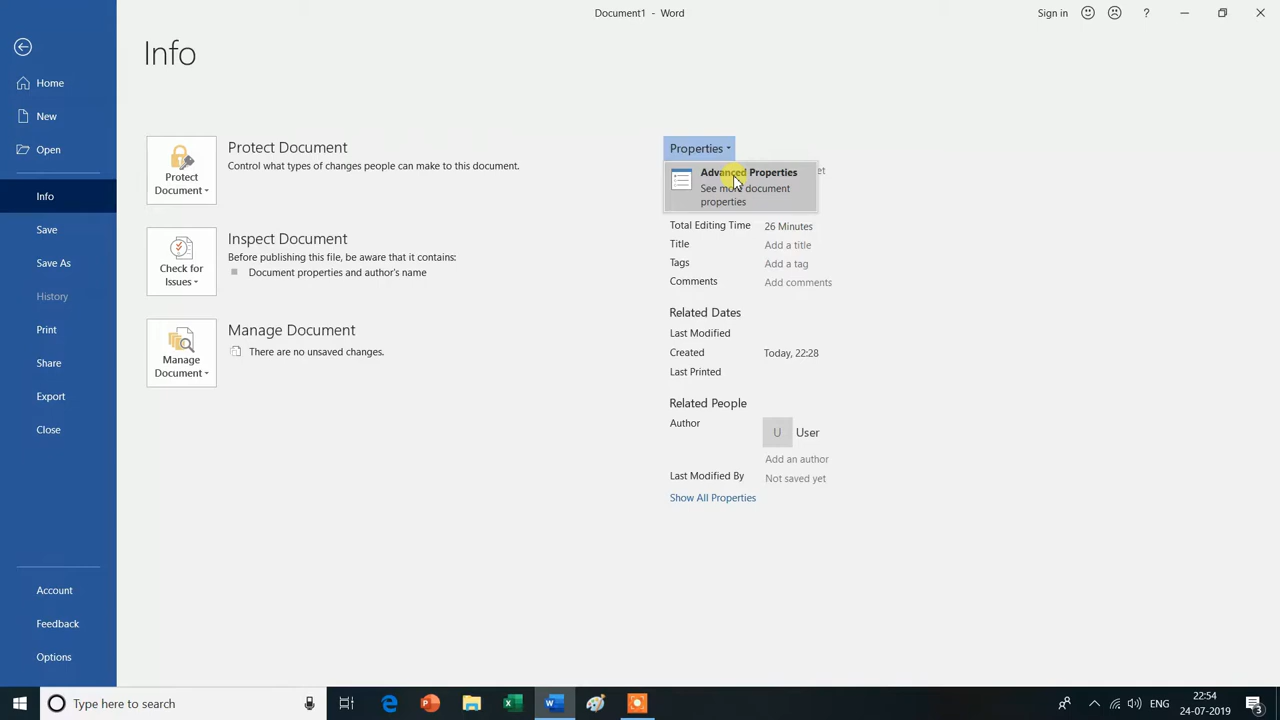 Document1 - Word
Sign in
?
Info
Home
New
Open
Info
Save
Save As
History
Print
Share
Export
Close
Account
Feedback
Options
Protect Document
Control what types of changes people can make to this document.
Protect
Document
Inspect Document
Before publishing this file, be aware that it contains:
Document properties and author's name
Check for
Issues
Manage Document
There are no unsaved changes.
Manage
Document
Properties
Advanced Properties
See more document
properties
et
Total Editing Time 26 Minutes
Title Add a title
Tags Add a tag
Comments Add comments
Related Dates
Last Modified
Created Today, 22:28
Last Printed
Related People
Author
U User
Add an author
Last Modified By Not saved yet
Show All Properties
Type here to search
ENG
22:54
24-07-2019
3